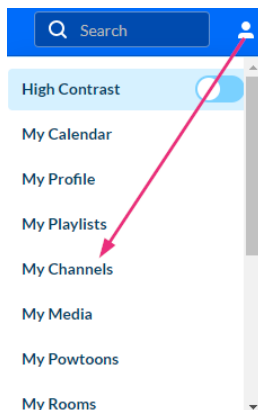 Search
High Contrast
My Calendar
My Profile
My Playlists
My Channels
My Media
My Powtoons
My Rooms